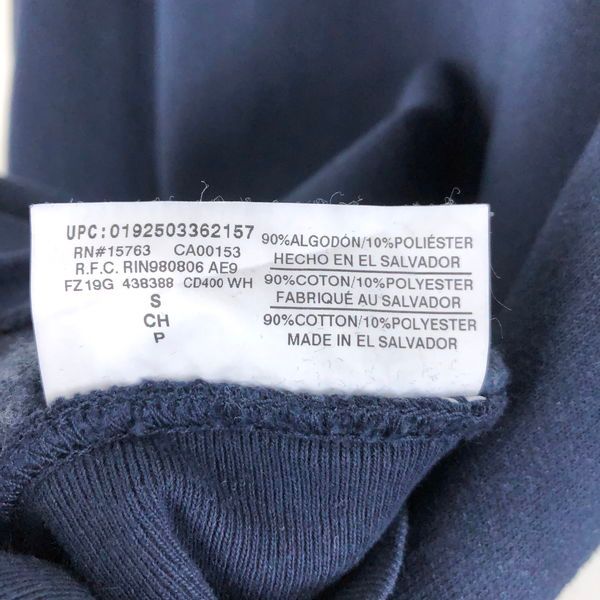 UPC:0192503362157
RN#15763 CA00153
R.F.C. RIN980806 AE9
FZ19G 438388 CD400 WH
S
CH
P
90%ALGODÓN/10%POLIÉSTER
HECHO EN EL SALVADOR
90%COTON/10%POLYESTER
FABRIQUÉ AU SALVADOR
90%COTTON/10%POLYESTER
MADE IN EL SALVADOR